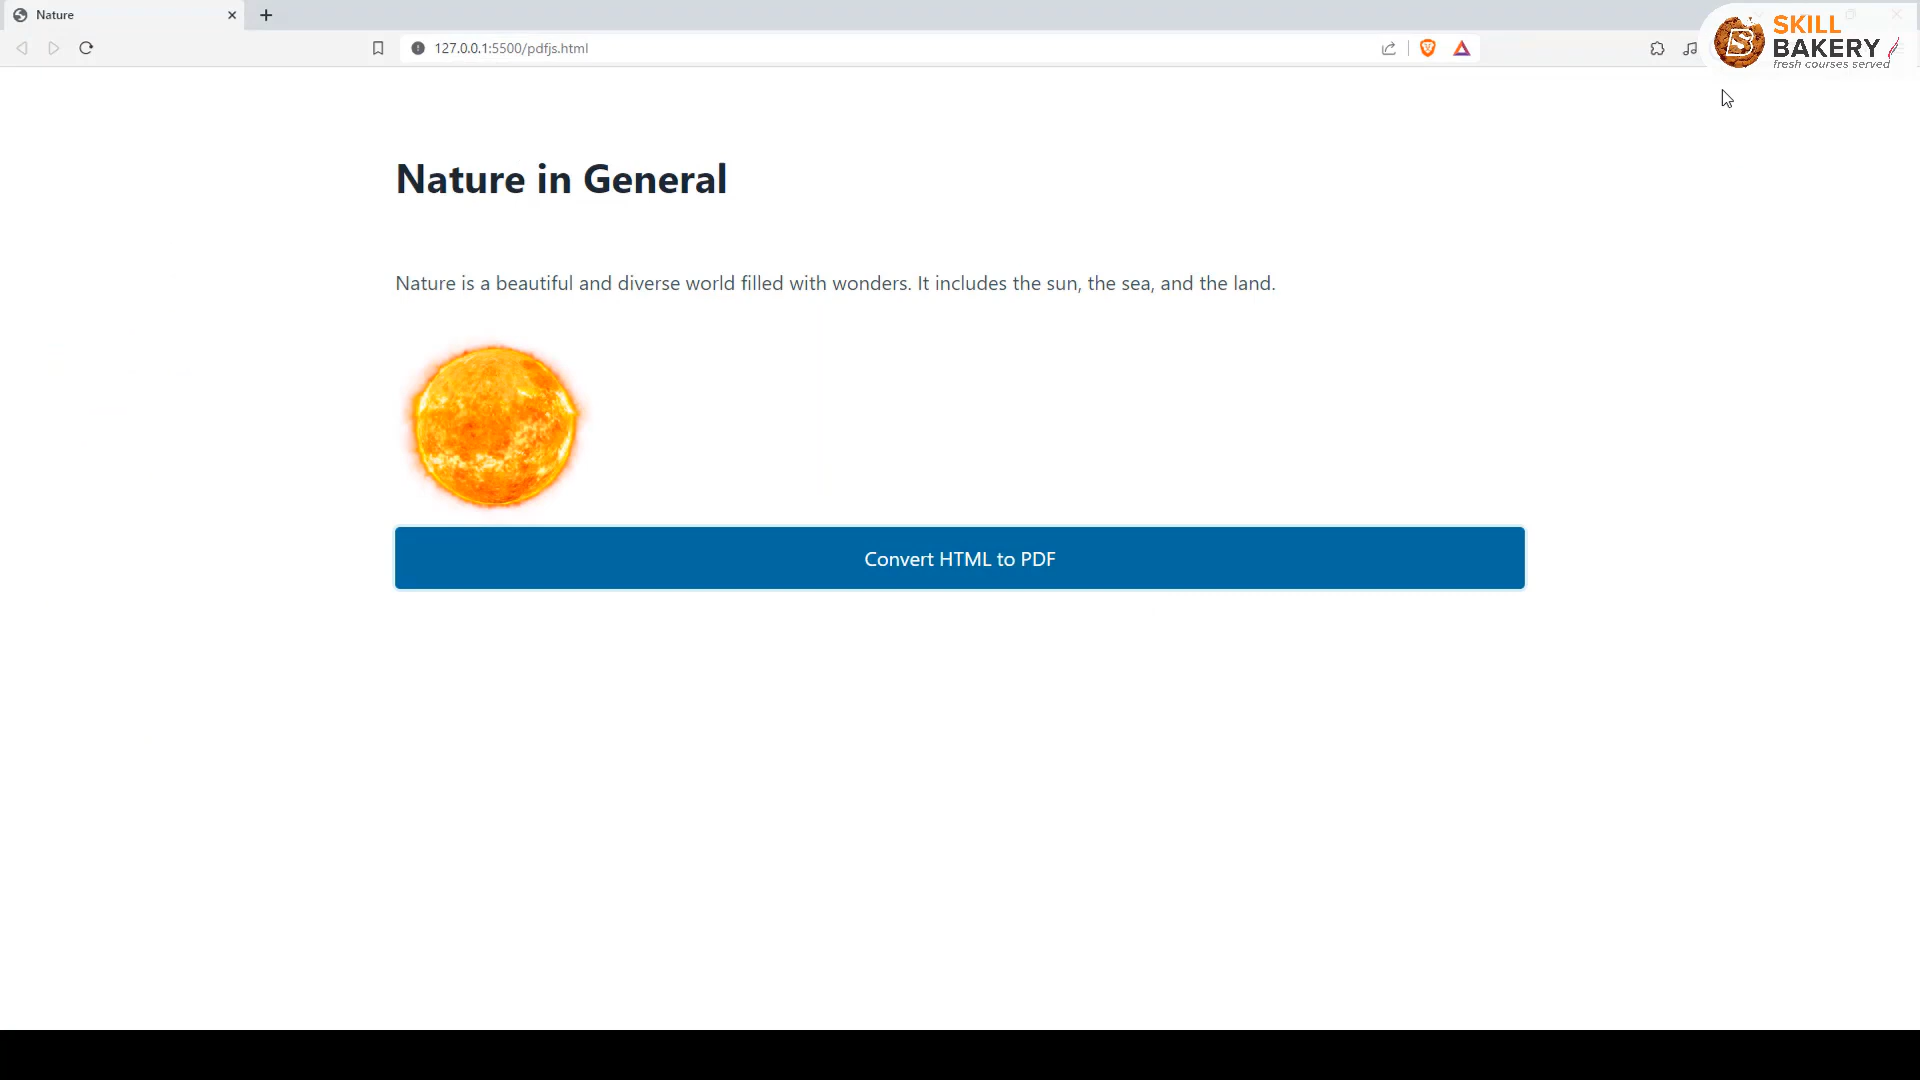 Nature
127.0.0.1:5500/pdfjs.html
SKILL
BAKERY
fresh courses served
Nature in General
Nature is a beautiful and diverse world filled with wonders. It includes the sun, the sea, and the land.
Convert HTML to PDF